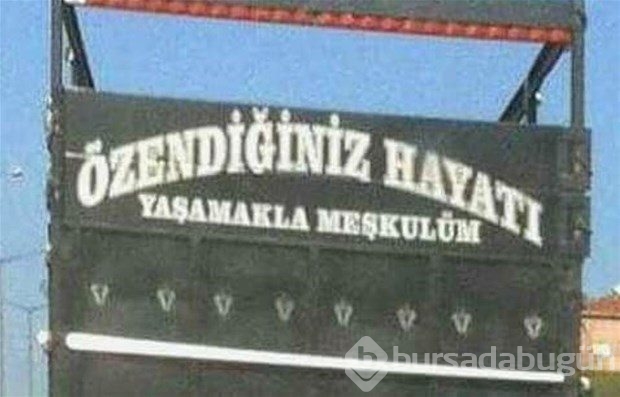 ÖZENDİĞİNİZ HAYATI
YAŞAMAKLA MEŞKULÜM
bursadabugün